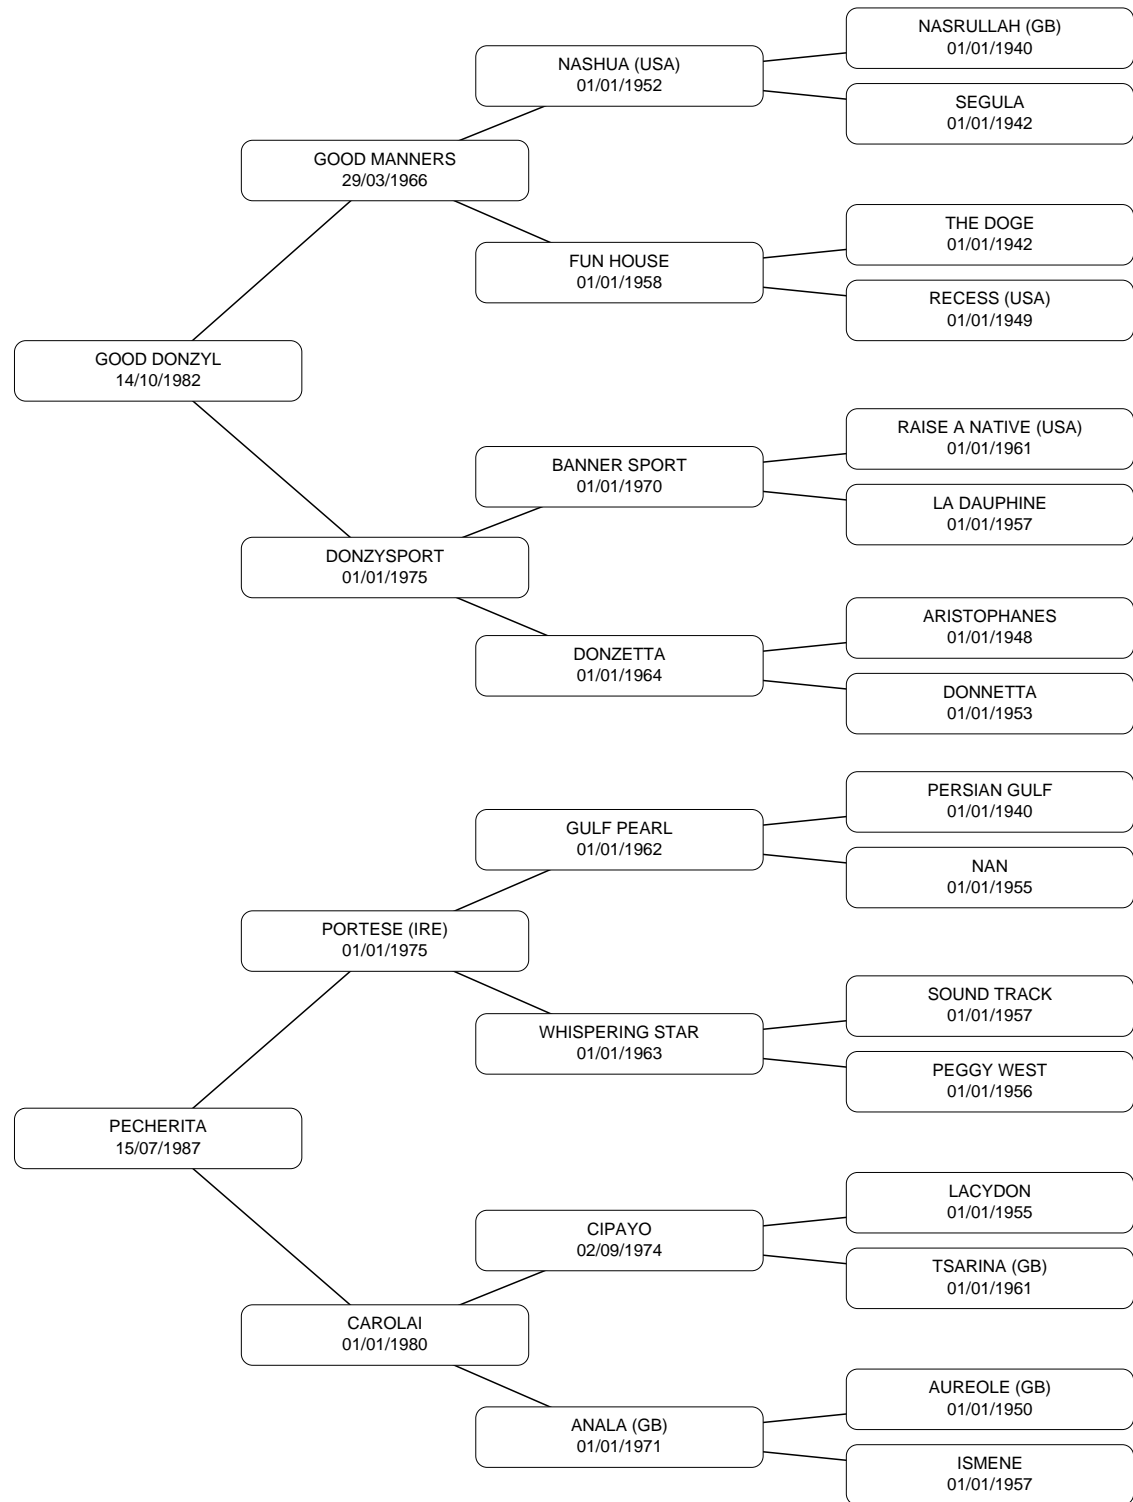 NASRULLAH (GB)
01/01/1940
NASHUA (USA)
01/01/1952
SEGULA
01/01/1942
GOOD MANNERS
29/03/1966
THE DOGE
01/01/1942
FUN HOUSE
01/01/1958
RECESS (USA)
01/01/1949
GOOD DONZYL
14/10/1982
RAISE A NATIVE (USA)
01/01/1961
BANNER SPORT
01/01/1970
LA DAUPHINE
01/01/1957
DONZYSPORT
01/01/1975
ARISTOPHANES
01/01/1948
DONZETTA
01/01/1964
DONNETTA
01/01/1953
PERSIAN GULF
01/01/1940
GULF PEARL
01/01/1962
NAN
01/01/1955
PORTESE (IRE)
01/01/1975
SOUND TRACK
01/01/1957
WHISPERING STAR
01/01/1963
PEGGY WEST
01/01/1956
PECHERITA
15/07/1987
LACYDON
01/01/1955
CIPAYO
02/09/1974
TSARINA (GB)
01/01/1961
CAROLAI
01/01/1980
AUREOLE (GB)
01/01/1950
ANALA (GB)
01/01/1971
ISMENE
01/01/1957